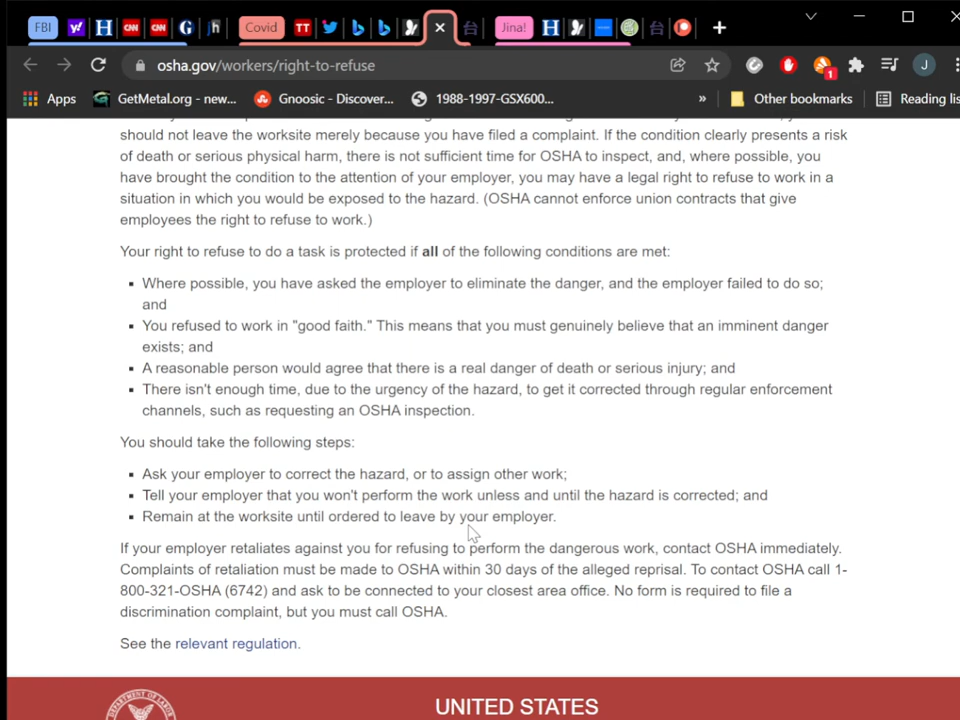 FBI
Covid
Jina!
osha.gov/workers/right-to-refuse
1
J
Apps
GetMetal.org - new...
Gnoosic - Discover...
1988-1997-GSX600...
»
Other bookmarks
Reading lis
should not leave the worksite merely because you have filed a complaint. If the condition clearly presents a risk
of death or serious physical harm, there is not sufficient time for OSHA to inspect, and, where possible, you
have brought the condition to the attention of your employer, you may have a legal right to refuse to work in a
situation in which you would be exposed to the hazard. (OSHA cannot enforce union contracts that give
employees the right to refuse to work.)
Your right to refuse to do a task is protected if all of the following conditions are met:
Where possible, you have asked the employer to eliminate the danger, and the employer failed to do so;
and
You refused to work in "good faith." This means that you must genuinely believe that an imminent danger
exists; and
A reasonable person would agree that there is a real danger of death or serious injury; and
There isn't enough time, due to the urgency of the hazard, to get it corrected through regular enforcement
channels, such as requesting an OSHA inspection.
You should take the following steps:
Ask your employer to correct the hazard, or to assign other work;
Tell your employer that you won't perform the work unless and until the hazard is corrected; and
Remain at the worksite until ordered to leave by your employer.
If your employer retaliates against you for refusing to perform the dangerous work, contact OSHA immediately.
Complaints of retaliation must be made to OSHA within 30 days of the alleged reprisal. To contact OSHA call 1-
800-321-OSHA (6742) and ask to be connected to your closest area office. No form is required to file a
discrimination complaint, but you must call OSHA.
See the relevant regulation.
UNITED STATES